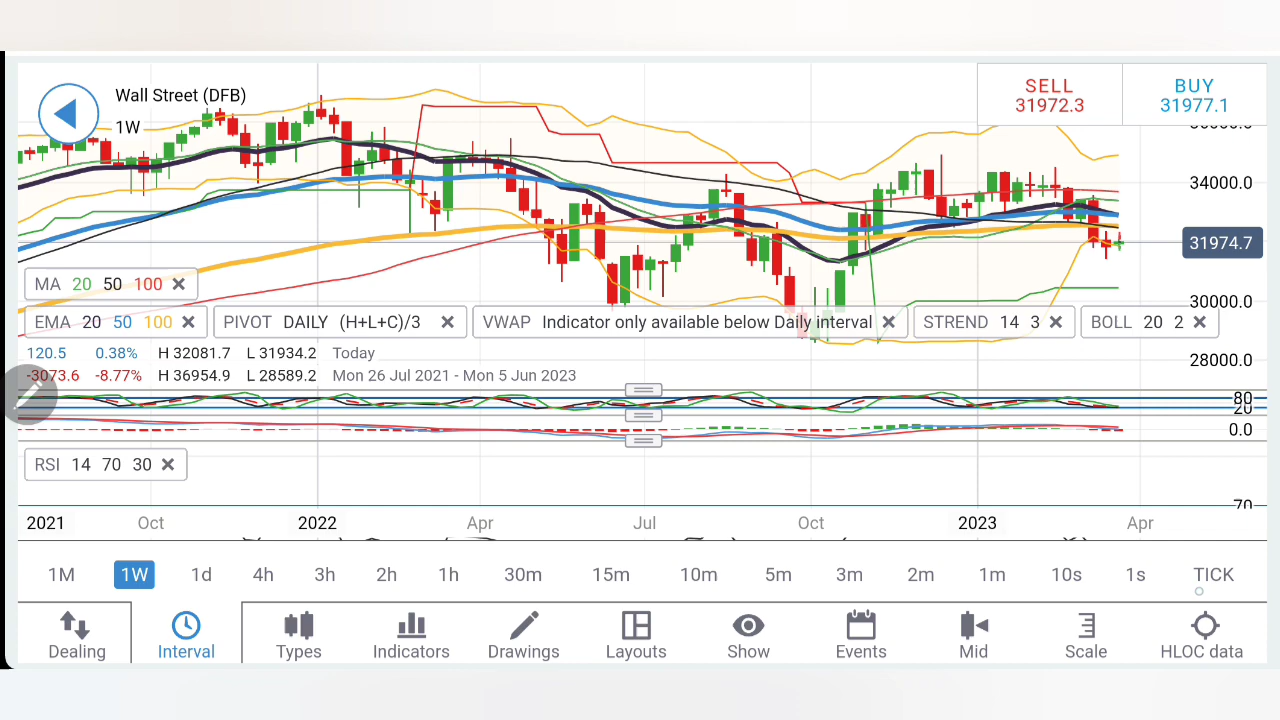 Wall Street (DFB)
1W
SELL
31972.3
BUY
31977.1
34000.0
31974.7
30000.0
28000.0
MA 20 50 100
EMA 20 50 100
PIVOT DAILY (H+L+C)/3
VWAP Indicator only available below Daily interval
STREND 14 3
BOLL 20 2
120.5 0.38% H 32081.7 L 31934.2 Today
-3073.6 -8.77% H 36954.9 L 28589.2 Mon 26 Jul 2021 - Mon 5 Jun 2023
80
20
0.0
RSI 14 70 30
70
2021 Oct 2022 Apr Jul Oct 2023 Apr
1M 1W 1d 4h 3h 2h 1h 30m 15m 10m 5m 3m 2m 1m 10s 1s TICK
Dealing Interval Types Indicators Drawings Layouts Show Events Mid Scale HLOC data